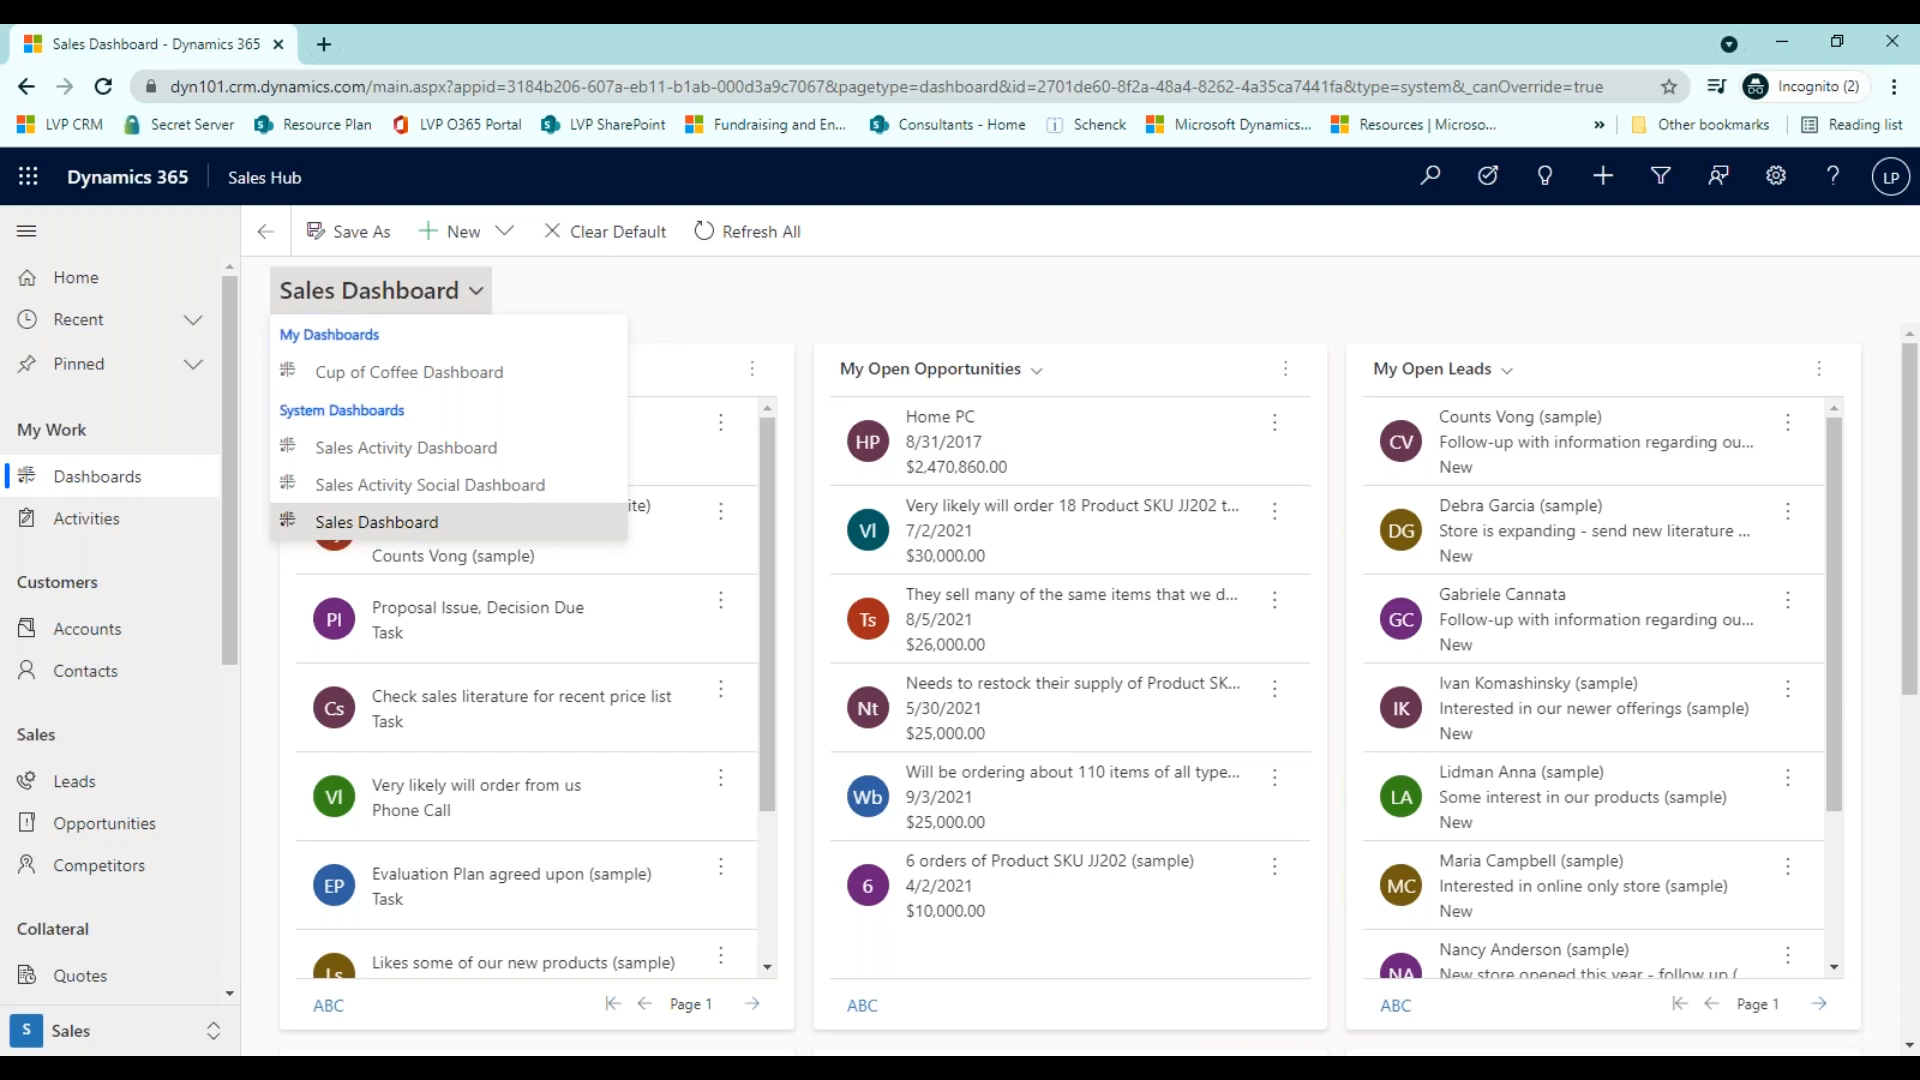 Sales Dashboard - Dynamics 365
dyn101.crm.dynamics.com/main.aspx?appid=3184b206-607a-eb11-b1ab-000d3a9c7067&pagetype=dashboard&id=2701de60-8f2a-48a4-8262-4a35ca7441fa&type=system&_canOverride=true
Incognito (2)
LVP CRM
Secret Server
Resource Plan
LVP O365 Portal
LVP SharePoint
Fundraising and En...
Consultants - Home
Schenck
Microsoft Dynamics...
Resources | Microso...
»
Other bookmarks
Reading list
Dynamics 365
Sales Hub
LP
Home
Recent
Pinned
My Work
Dashboards
Activities
Customers
Accounts
Contacts
Sales
Leads
Opportunities
Competitors
Collateral
Quotes
S
Sales
Save As
New
Clear Default
Refresh All
Sales Dashboard
My Dashboards
Cup of Coffee Dashboard
System Dashboards
Sales Activity Dashboard
Sales Activity Social Dashboard
Sales Dashboard
ite)
Counts Vong (sample)
PI
Proposal Issue, Decision Due
Task
Cs
Check sales literature for recent price list
Task
Vl
Very likely will order from us
Phone Call
EP
Evaluation Plan agreed upon (sample)
Task
Ls
Likes some of our new products (sample)
ABC
Page 1
My Open Opportunities
HP
Home PC
8/31/2017
$2,470,860.00
Vl
Very likely will order 18 Product SKU JJ202 t...
7/2/2021
$30,000.00
Ts
They sell many of the same items that we d...
8/5/2021
$26,000.00
Nt
Needs to restock their supply of Product SK...
5/30/2021
$25,000.00
Wb
Will be ordering about 110 items of all type...
9/3/2021
$25,000.00
6
6 orders of Product SKU JJ202 (sample)
4/2/2021
$10,000.00
ABC
My Open Leads
CV
Counts Vong (sample)
Follow-up with information regarding ou...
New
DG
Debra Garcia (sample)
Store is expanding - send new literature ...
New
GC
Gabriele Cannata
Follow-up with information regarding ou...
New
IK
Ivan Komashinsky (sample)
Interested in our newer offerings (sample)
New
LA
Lidman Anna (sample)
Some interest in our products (sample)
New
MC
Maria Campbell (sample)
Interested in online only store (sample)
New
NA
Nancy Anderson (sample)
New store opened this year - follow up (
ABC
Page 1